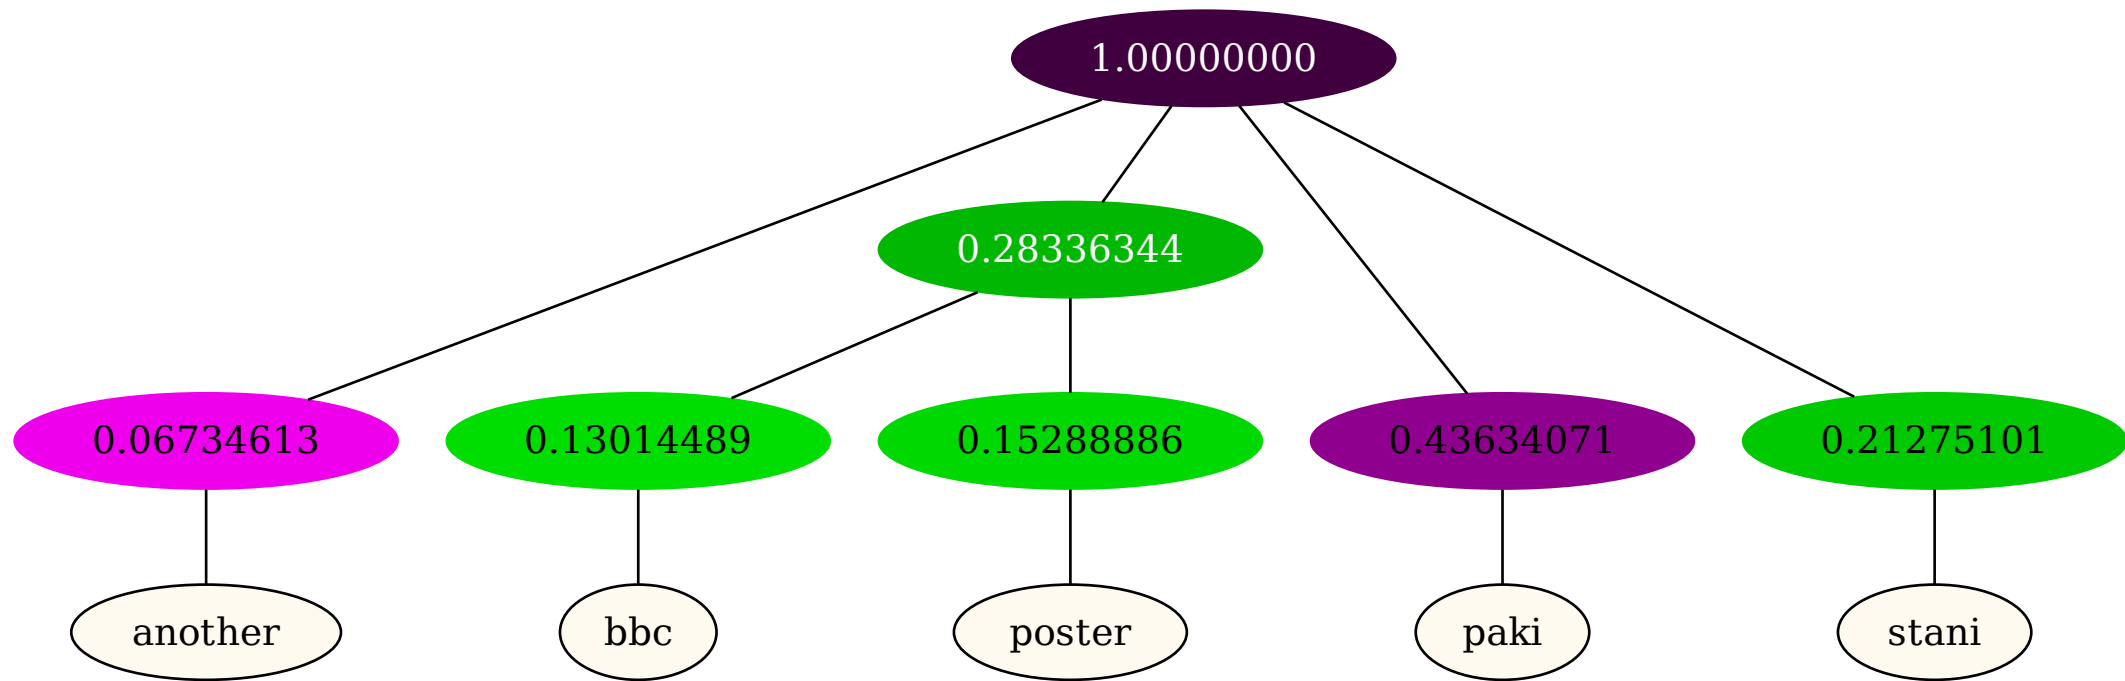 1.00000000
0.28336344
0.06734613 0.13014489 0.15288886 0.43634071 0.21275101
another bbc poster paki stani